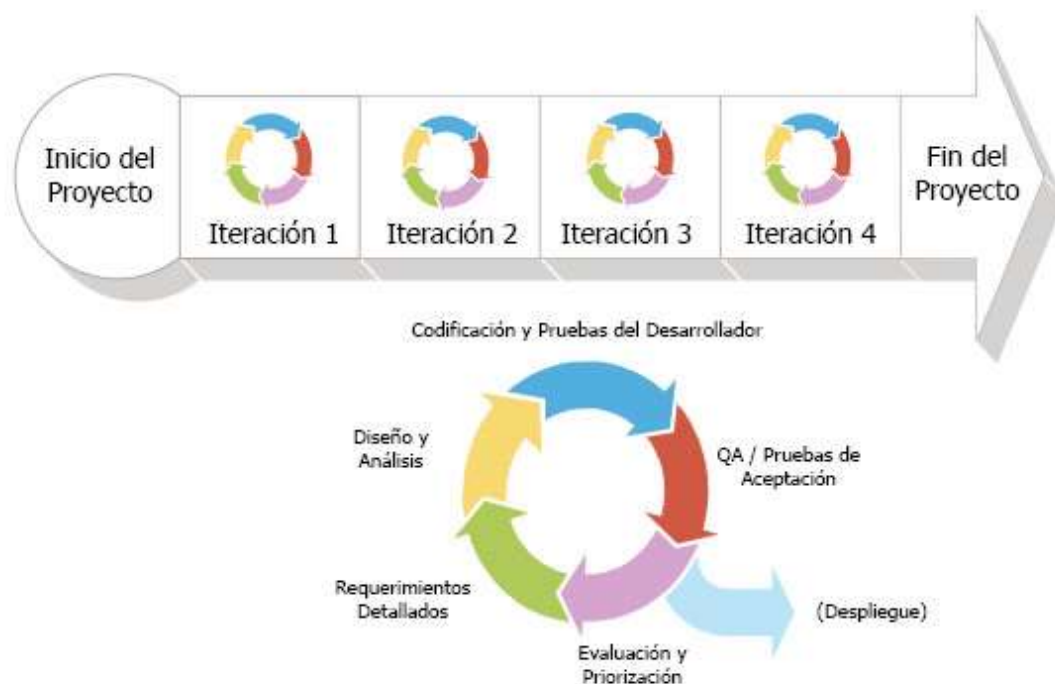 Inicio del
Proyecto
Iteración 1
Iteración 2
Iteración 3
Iteración 4
Fin del
Proyecto
Codificación y Pruebas del Desarrollador
Diseño y
Análisis
QA / Pruebas de
Aceptación
Requerimientos
Detallados
(Despliegue)
Evaluación y
Priorización